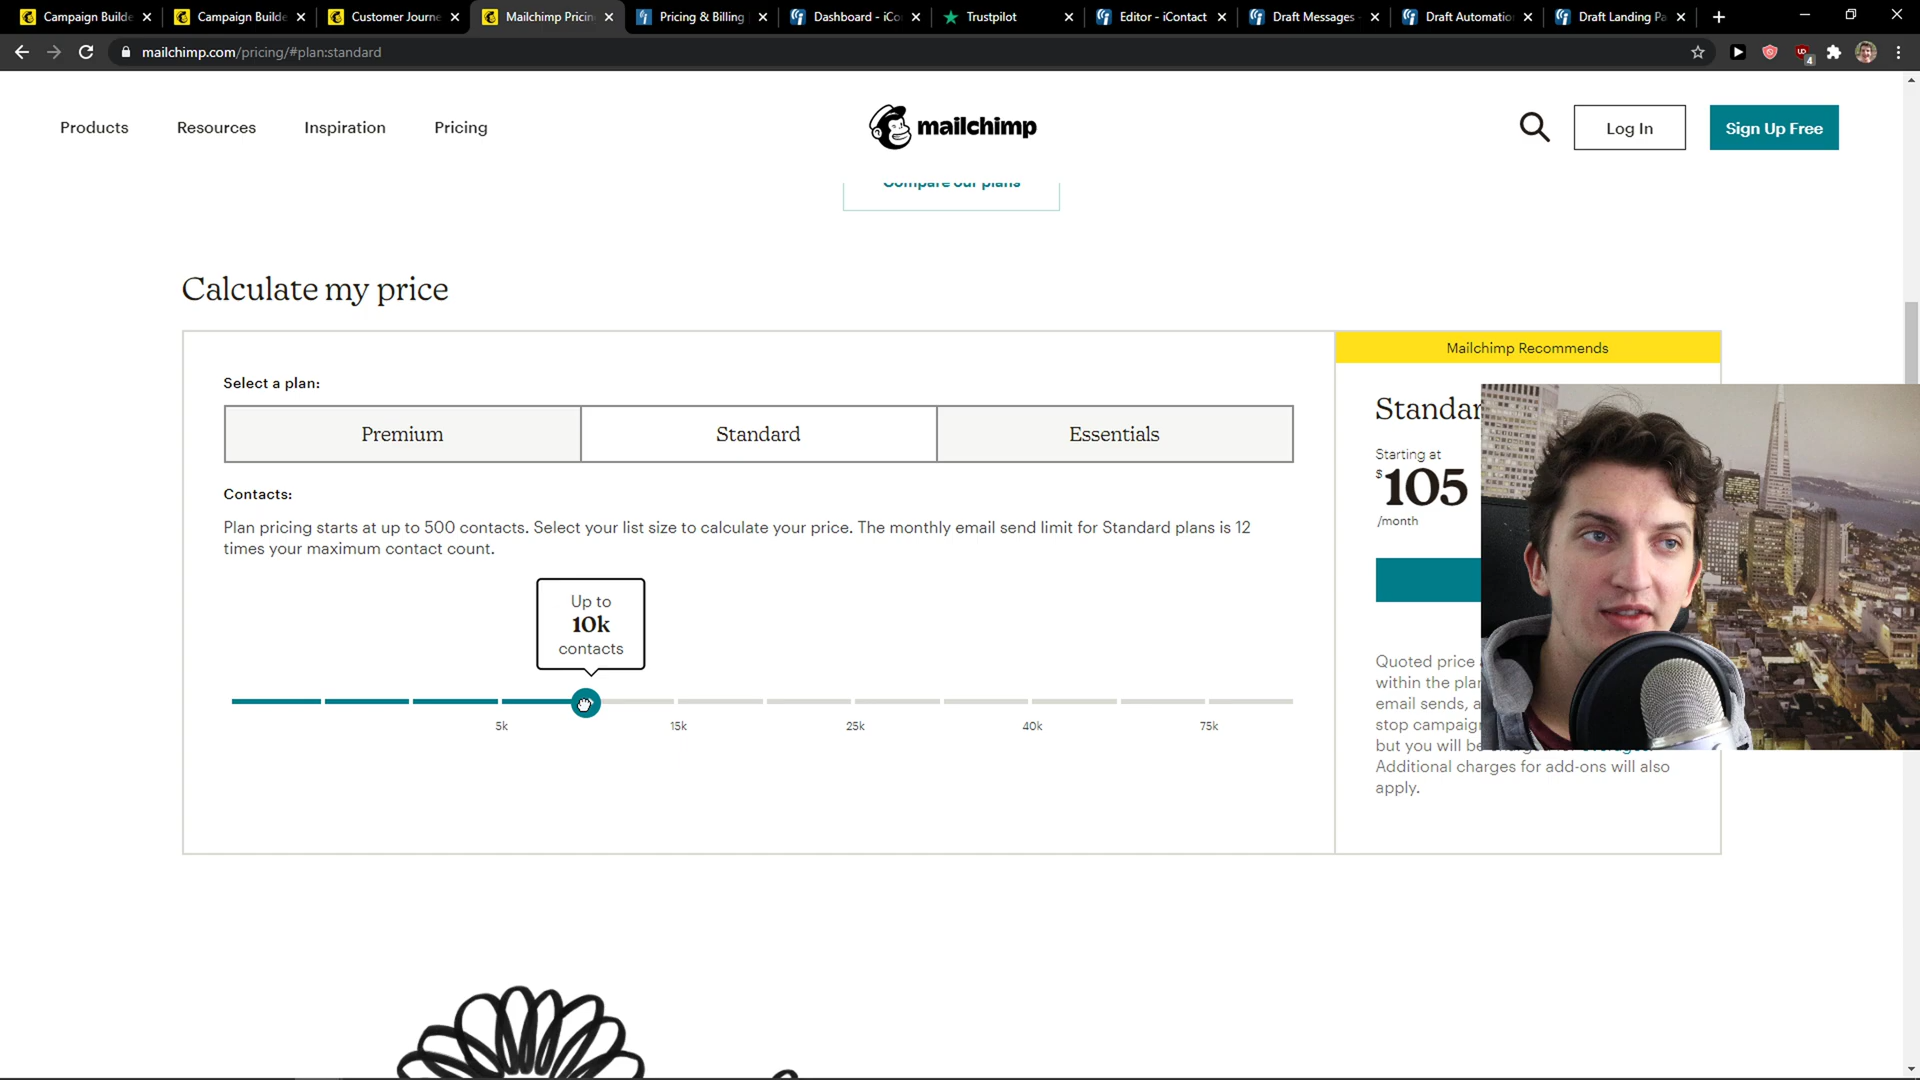 Campaign Builde
Campaign Builde
Customer Journe
Mailchimp Pricin
Pricing & Billing
Dashboard - iCo
Trustpilot
Editor - iContact
Draft Messages
Draft Automatio
Draft Landing Pa
mailchimp.com/pricing/#plan:standard
4
Products
Resources
Inspiration
Pricing
mailchimp
Log In
Sign Up Free
Compare our plans
Calculate my price
Select a plan:
Premium
Standard
Essentials
Contacts:
Plan pricing starts at up to 500 contacts. Select your list size to calculate your price. The monthly email send limit for Standard plans is 12
times your maximum contact count.
Up to
10k
contacts
5k
15k
25k
40k
75k
Mailchimp Recommends
Standar
Starting at
$105
/month
Quoted price
within the plan
email sends, a
stop campaign
but you will be
Additional charges for add-ons will also
apply.